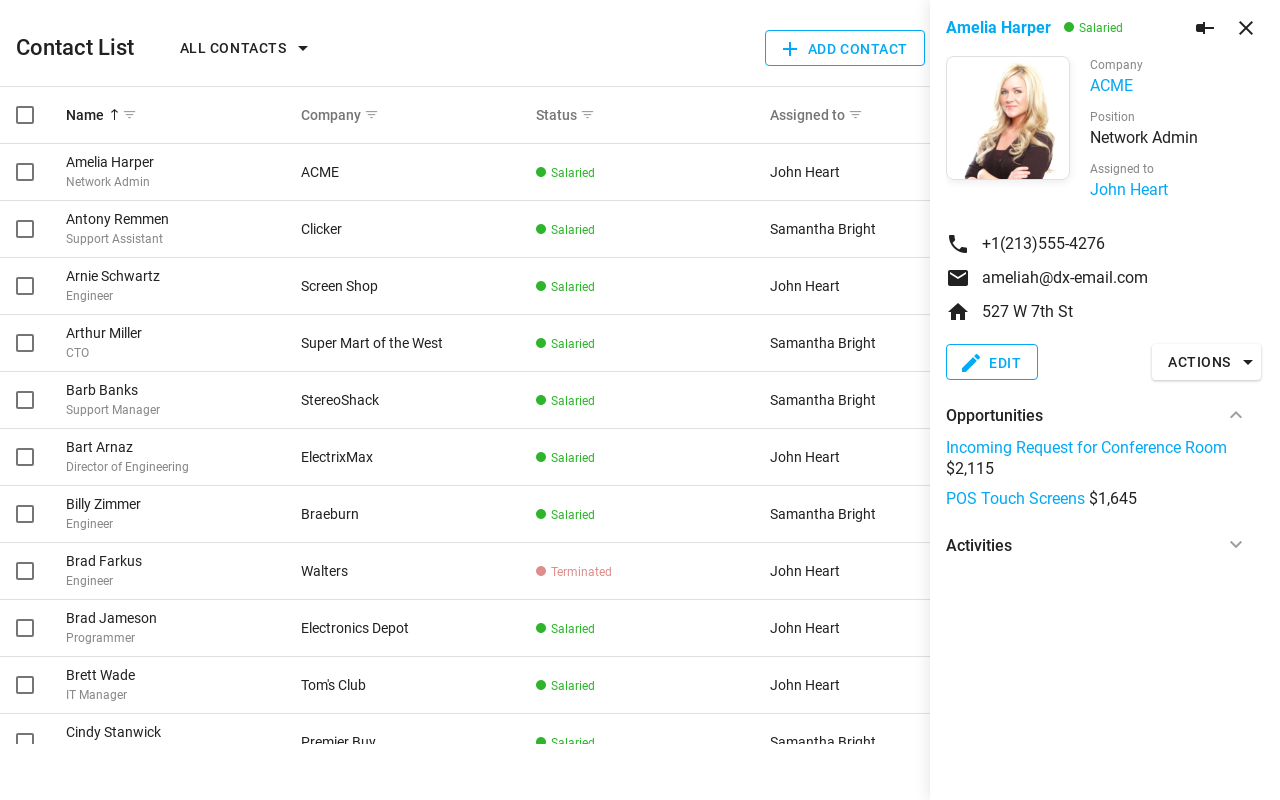 Contact List
ALL CONTACTS
ADD CONTACT
Name
Company
Status
Assigned to
Amelia Harper
Network Admin
ACME
Salaried
John Heart
Antony Remmen
Support Assistant
Clicker
Salaried
Samantha Bright
Arnie Schwartz
Engineer
Screen Shop
Salaried
John Heart
Arthur Miller
CTO
Super Mart of the West
Salaried
Samantha Bright
Barb Banks
Support Manager
StereoShack
Salaried
Samantha Bright
Bart Arnaz
Director of Engineering
ElectrixMax
Salaried
John Heart
Billy Zimmer
Engineer
Braeburn
Salaried
Samantha Bright
Brad Farkus
Engineer
Walters
Terminated
John Heart
Brad Jameson
Programmer
Electronics Depot
Salaried
John Heart
Brett Wade
IT Manager
Tom's Club
Salaried
John Heart
Cindy Stanwick
Premier Buy
Salaried
Samantha Bright
Amelia Harper
Salaried
Company
ACME
Position
Network Admin
Assigned to
John Heart
+1(213)555-4276
ameliah@dx-email.com
527 W 7th St
EDIT
ACTIONS
Opportunities
Incoming Request for Conference Room
$2,115
POS Touch Screens $1,645
Activities